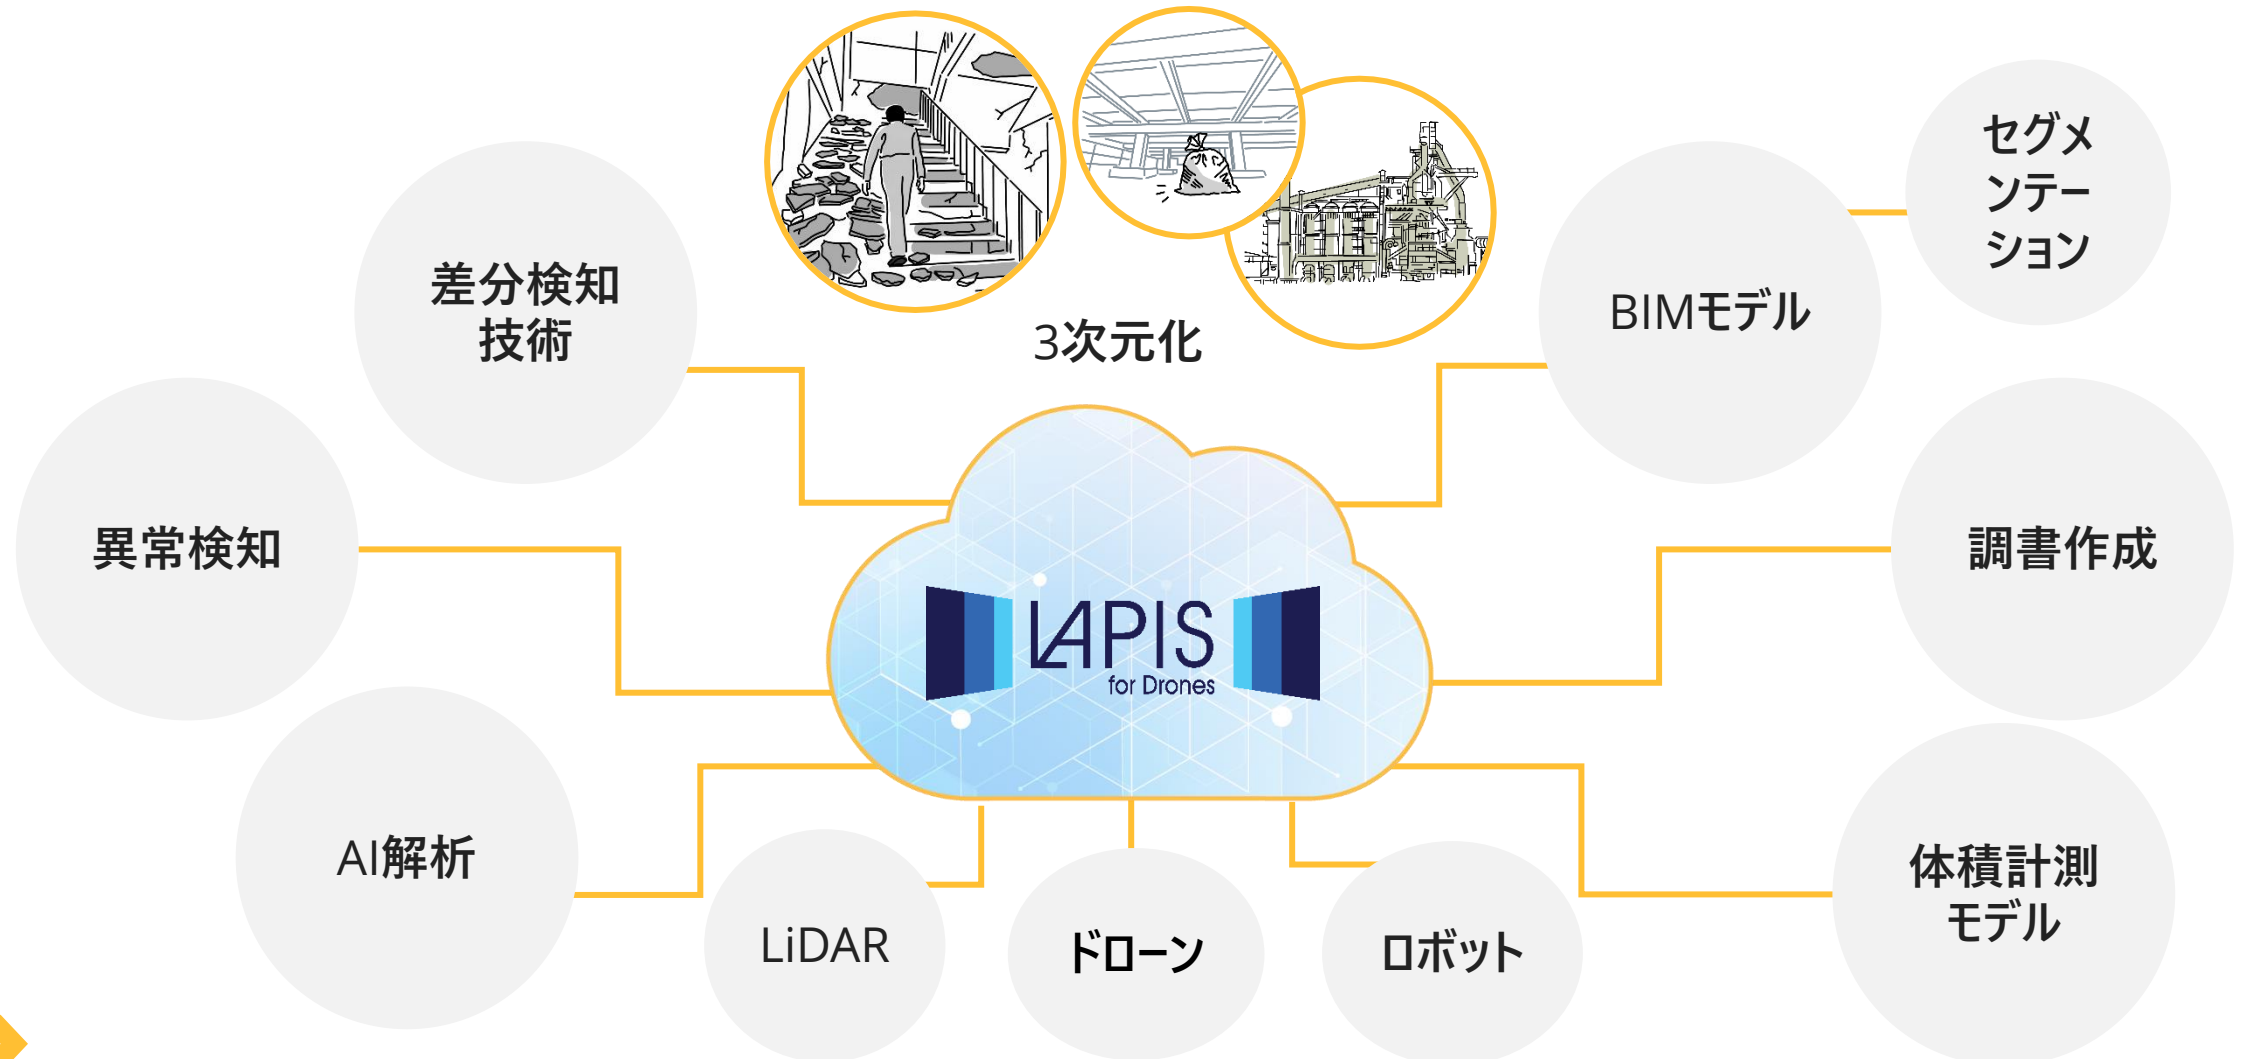 セグメ
ンテー
ション
差分検知
技術
BIMモデル
3次元化
異常検知
調書作成
LAPIS
for Drones
AI解析
体積計測
モデル
LiDAR
ドローン
ロボット